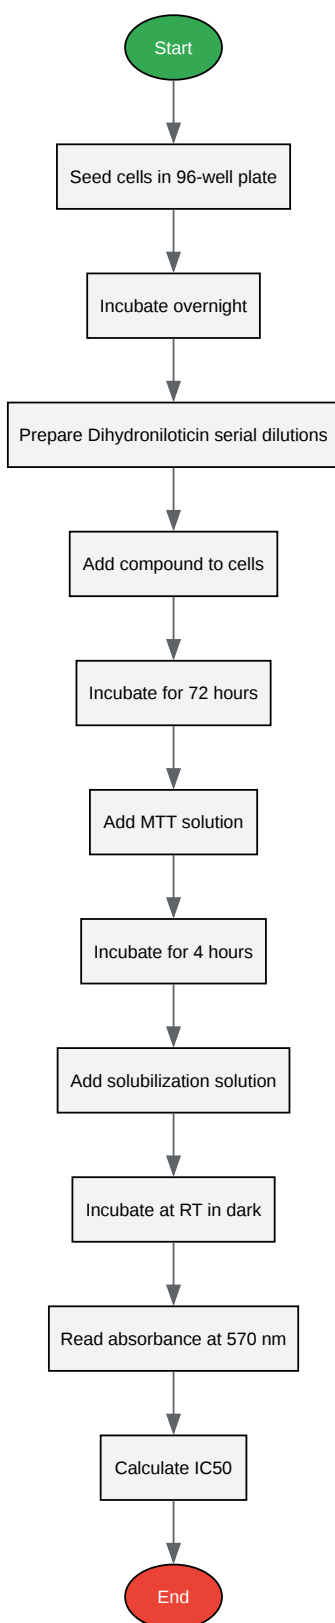 Start
Seed cells in 96-well plate
Incubate overnight
Prepare Dihydroniloticin serial dilutions
Add compound to cells
Incubate for 72 hours
Add MTT solution
Incubate for 4 hours
Add solubilization solution
Incubate at RT in dark
Read absorbance at 570 nm
Calculate IC50
End